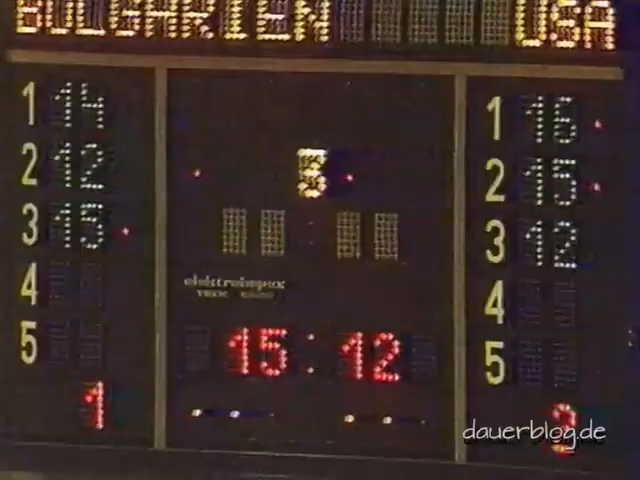 BULGARIEN USA
1 14 1 16
2 12 5 2 15
3 15 3 12
elektroimpex
4 4
5 15 : 12 5
1 2
dauerblog.de